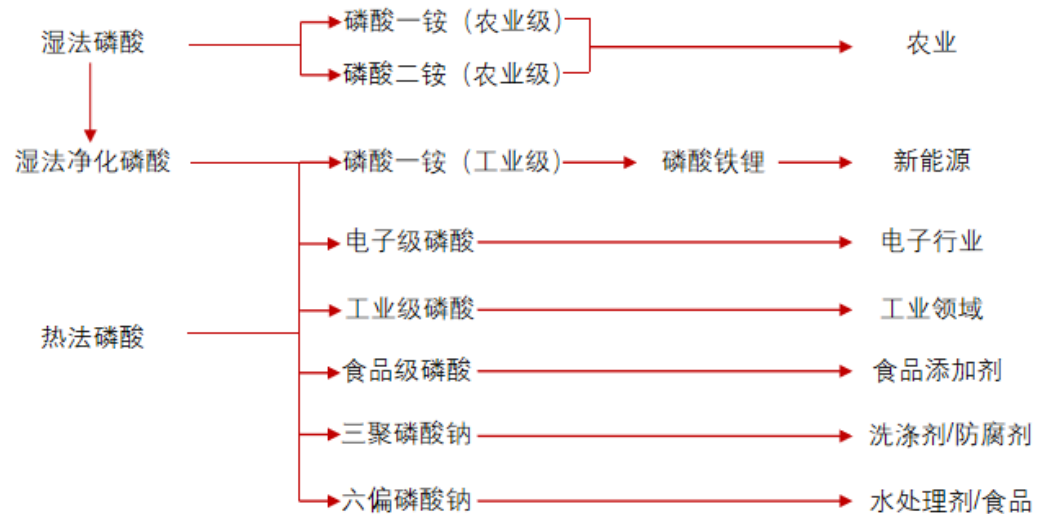 湿法磷酸
磷酸一铵（农业级）
磷酸二铵（农业级）
农业
湿法净化磷酸
磷酸一铵（工业级）
磷酸铁锂
新能源
电子级磷酸
电子行业
工业级磷酸
工业领域
热法磷酸
食品级磷酸
食品添加剂
三聚磷酸钠
洗涤剂/防腐剂
六偏磷酸钠
水处理剂/食品